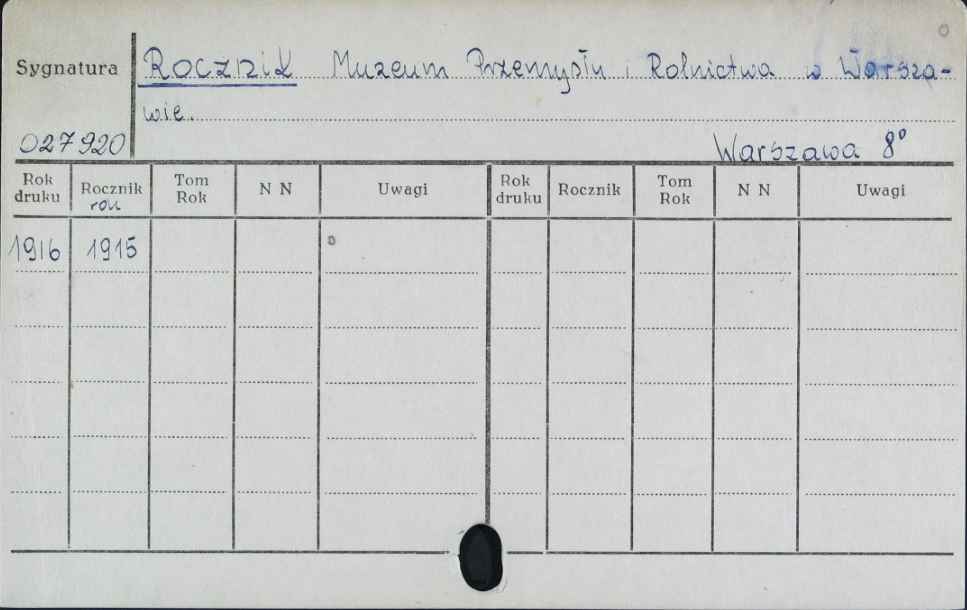 Sygnatura Rocznik Muzeum Przemysłu i Rolnictwa w Warsza-
wie.
027920 Warszawa 8°
Rok druku Rocznik rok Tom Rok N N Uwagi Rok druku Rocznik Tom Rok N N Uwagi
1916 1915